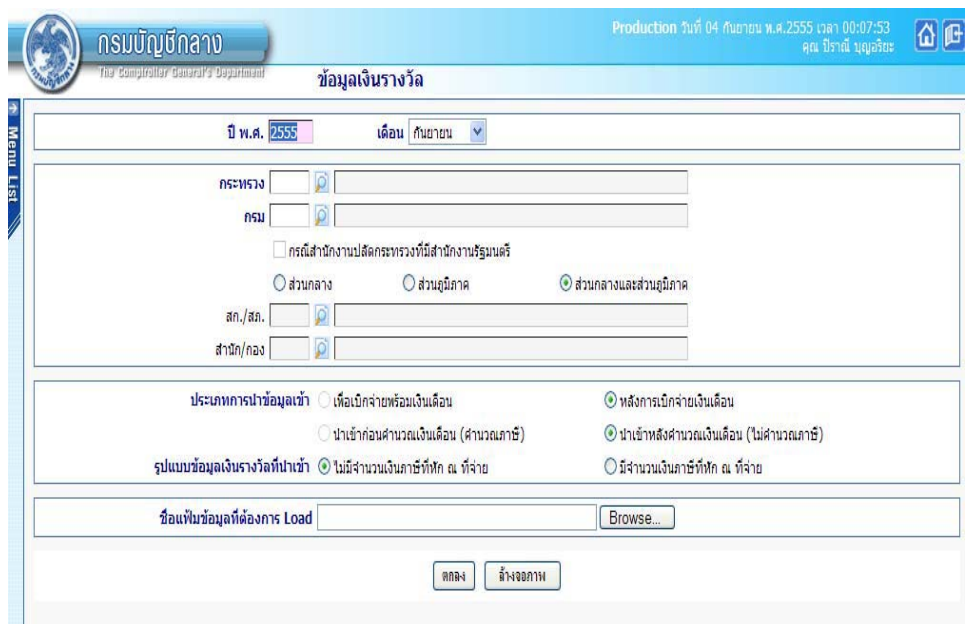 Production วันที่ 04 กันยายน พ.ศ.2555 เวลา 00:07:53
กรมบัญชีกลาง
คุณ ปิราณี บุญอริยะ
The Comptroller General's Department
ข้อมูลเงินรางวัล
Menu List
ปี พ.ศ. 2555 เดือน กันยายน
กระทรวง
กรม
กรณีสำนักงานปลัดกระทรวงที่มีสำนักงานรัฐมนตรี
ส่วนกลาง ส่วนภูมิภาค ส่วนกลางและส่วนภูมิภาค
สก./สภ.
สำนัก/กอง
ประเภทการนำข้อมูลเข้า เพื่อเบิกจ่ายพร้อมเงินเดือน หลังการเบิกจ่ายเงินเดือน
นำเข้าก่อนคำนวณเงินเดือน (คำนวณภาษี) นำเข้าหลังคำนวณเงินเดือน (ไม่คำนวณภาษี)
รูปแบบข้อมูลเงินรางวัลที่นำเข้า ไม่มีจำนวนเงินภาษีที่หัก ณ ที่จ่าย มีจำนวนเงินภาษีที่หัก ณ ที่จ่าย
ชื่อแฟ้มข้อมูลที่ต้องการ Load Browse...
ตกลง ล้างจอภาพ